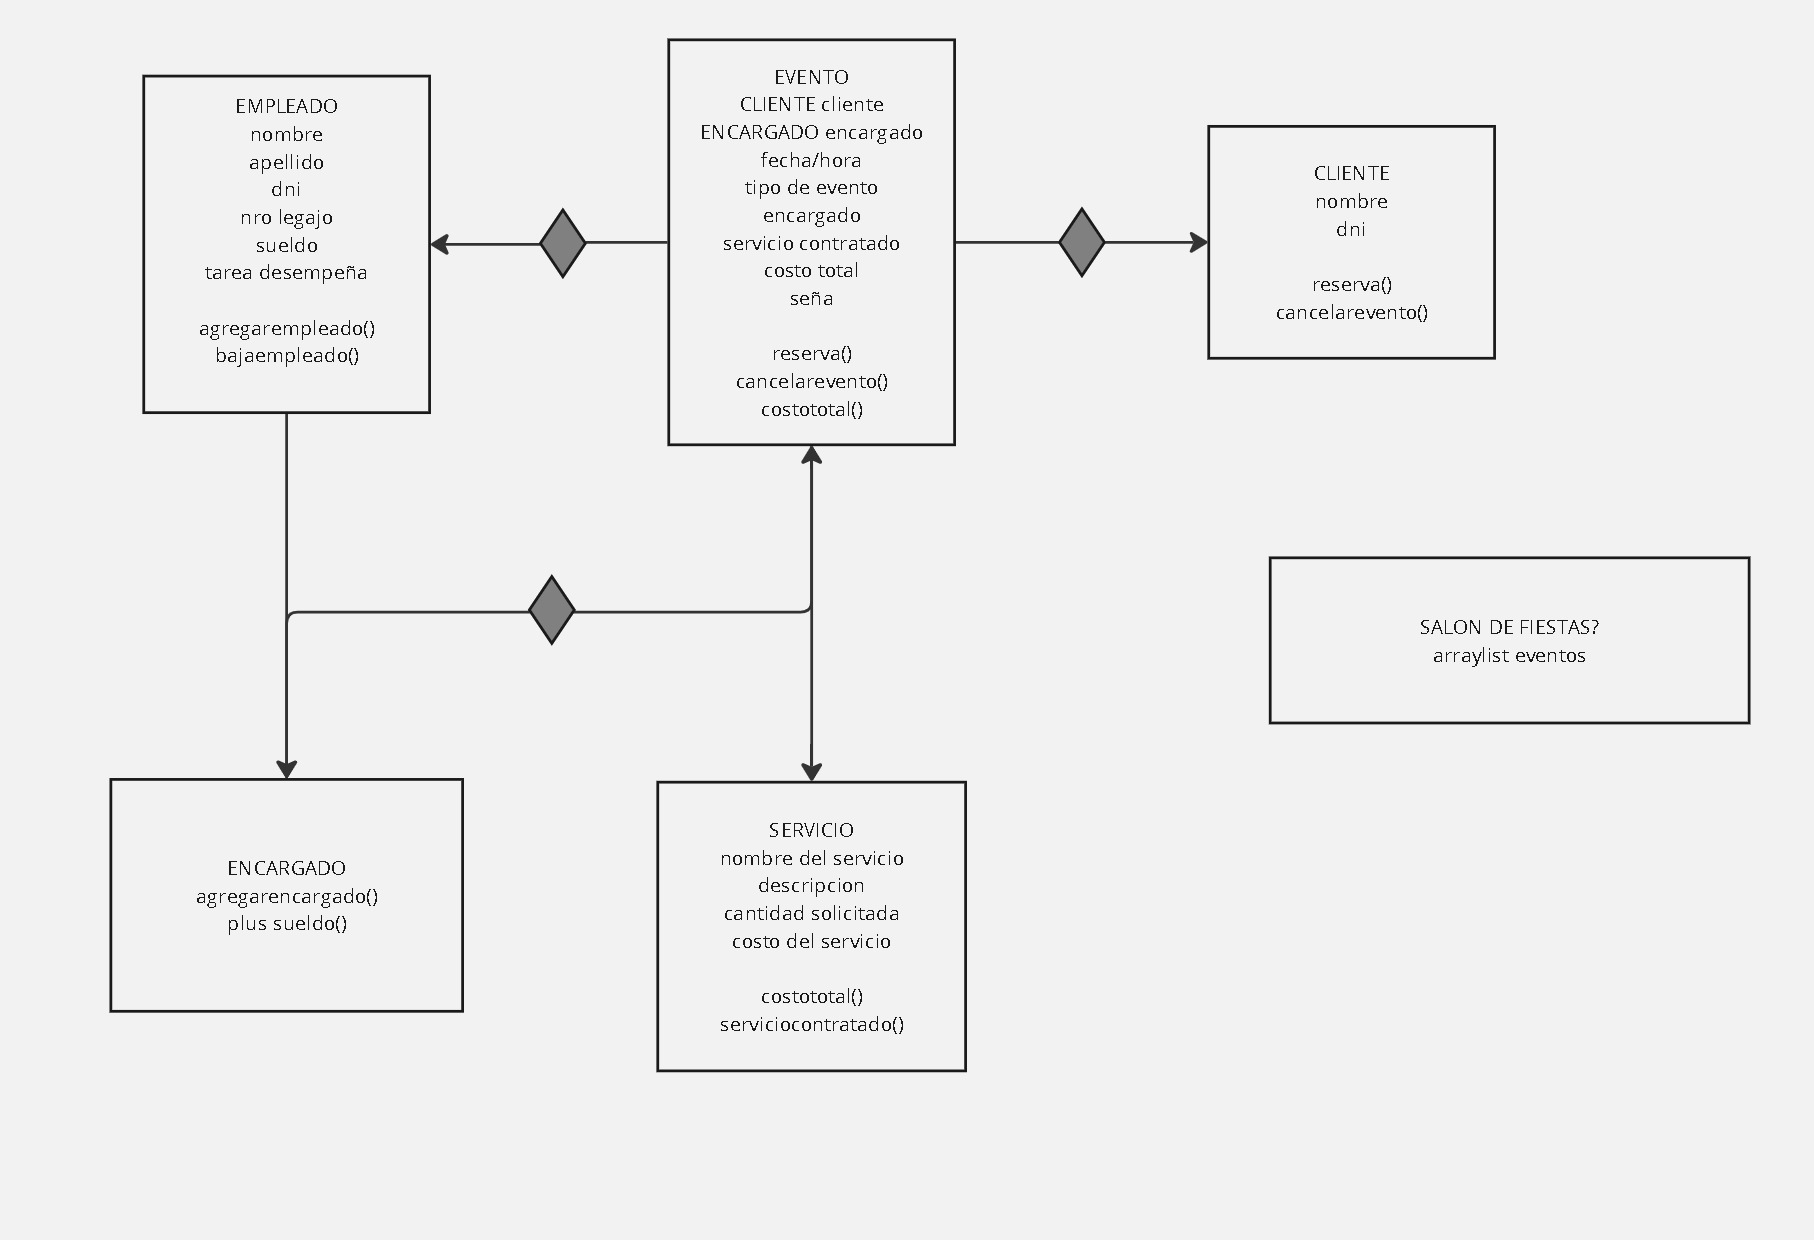 EMPLEADO
nombre
apellido
dni
nro legajo
sueldo
tarea desempeña
agregarempleado()
bajaempleado()
EVENTO
CLIENTE cliente
ENCARGADO encargado
fecha/hora
tipo de evento
encargado
servicio contratado
costo total
seña
reserva()
cancelarevento()
costototal()
CLIENTE
nombre
dni
reserva()
cancelarevento()
SALON DE FIESTAS?
arraylist eventos
ENCARGADO
agregarencargado()
plus sueldo()
SERVICIO
nombre del servicio
descripcion
cantidad solicitada
costo del servicio
costototal()
serviciocontratado()